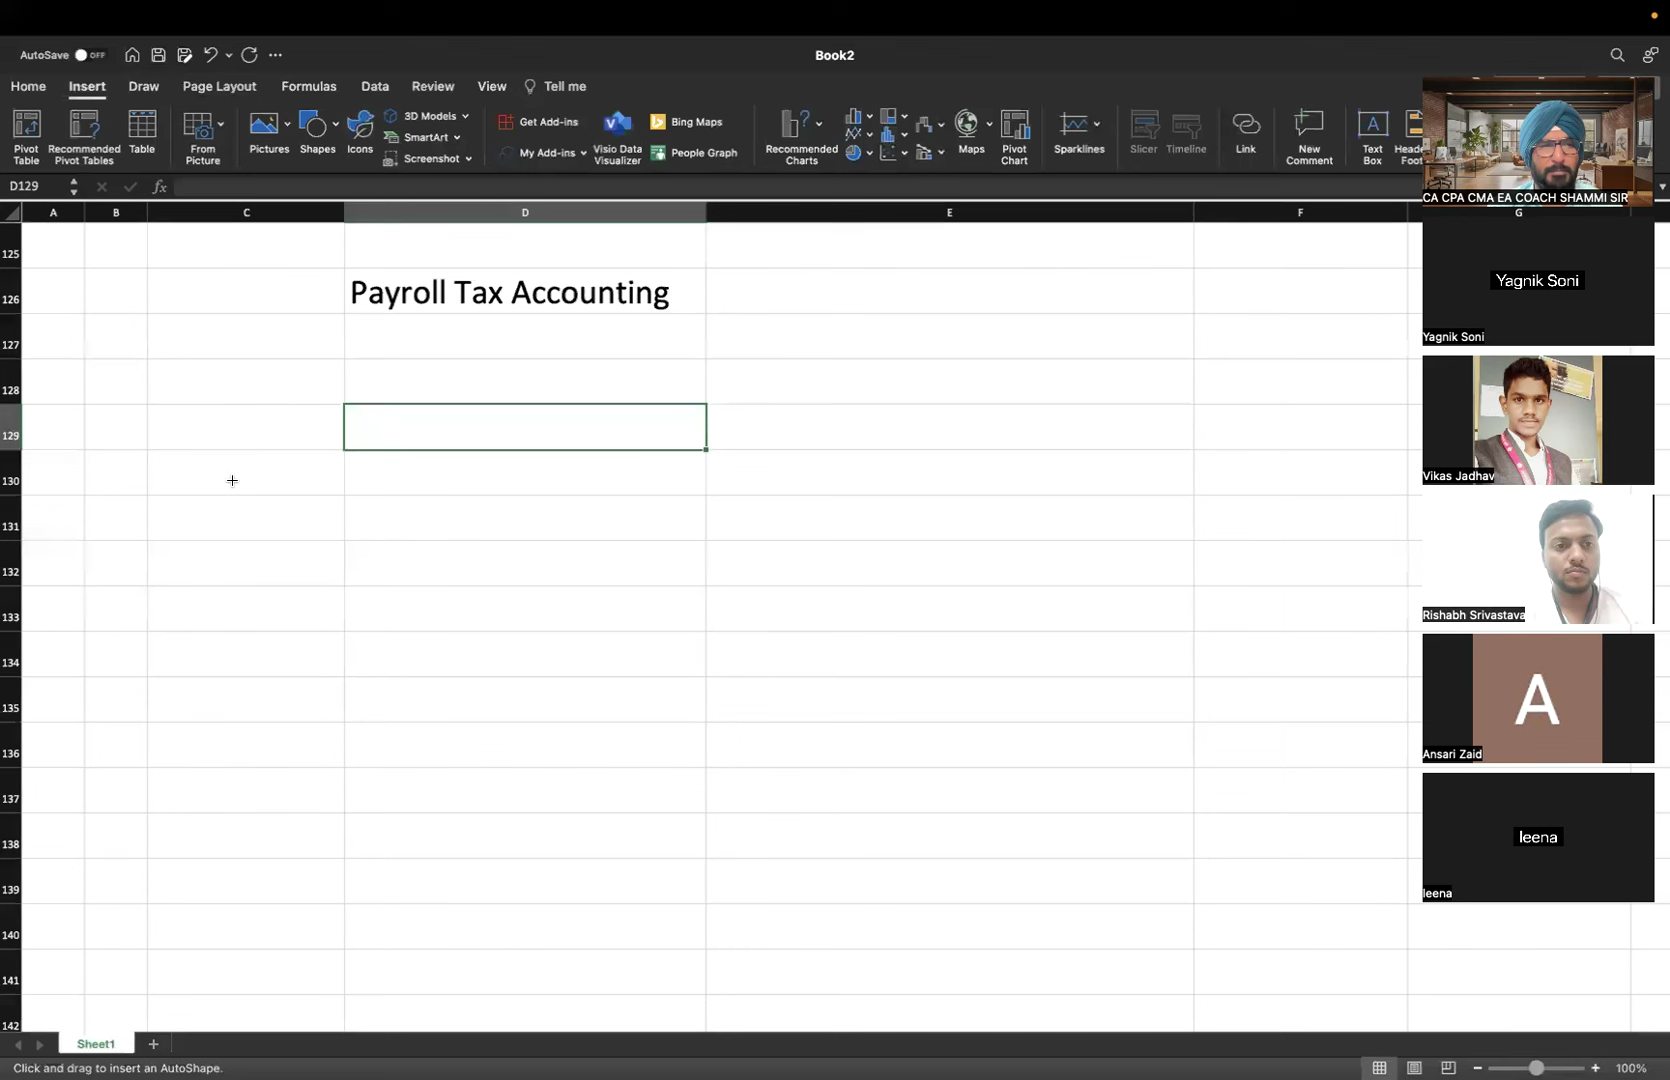 AutoSave OFF
Book2
Home Insert Draw Page Layout Formulas Data Review View Tell me
Pivot Table
Recommended Pivot Tables
Table
From Picture
Pictures
Shapes
Icons
3D Models
SmartArt
Screenshot
Get Add-ins
My Add-ins
Visio Data Visualizer
Bing Maps
People Graph
Recommended Charts
Maps
Pivot Chart
Sparklines
Slicer
Timeline
Link
New Comment
Text Box
D129
fx
A B C D E F G
125
126 Payroll Tax Accounting
127
128
129
130
131
132
133
134
135
136
137
138
139
140
141
142
CA CPA CMA EA COACH SHAMMI SIR
Yagnik Soni
Yagnik Soni
Vikas Jadhav
Rishabh Srivastava
A
Ansari Zaid
leena
leena
Sheet1
Click and drag to insert an AutoShape.
100%